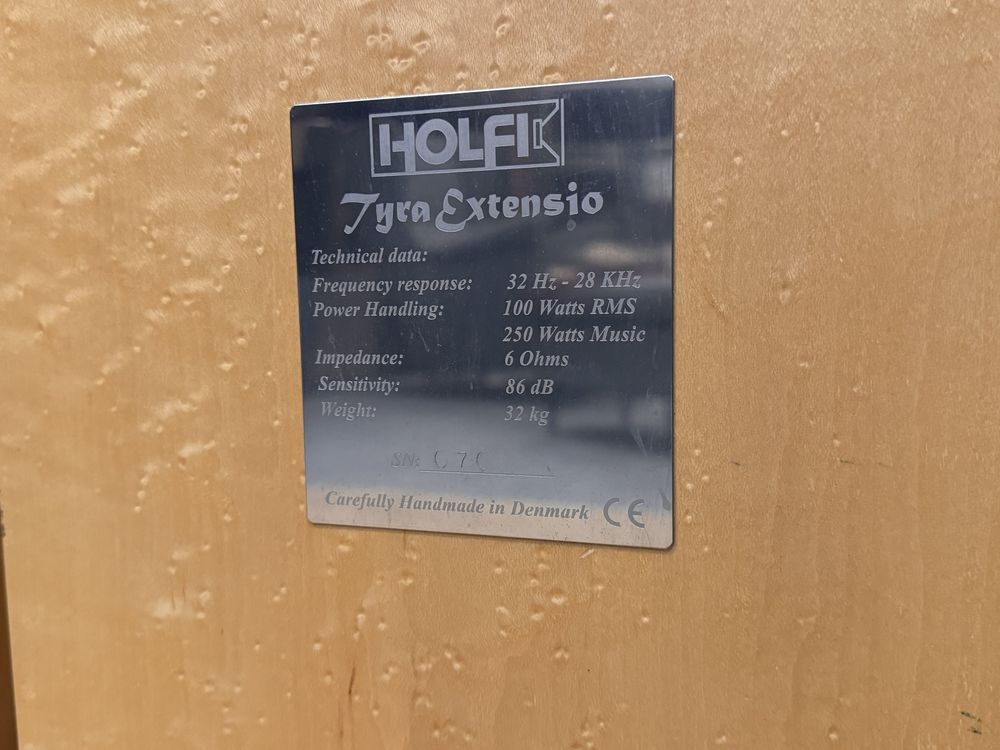 HOLFI
Tyra Extensio
Technical data:
Frequency response: 32 Hz - 28 KHz
Power Handling: 100 Watts RMS
250 Watts Music
Impedance: 6 Ohms
Sensitivity: 86 dB
Weight: 32 kg
SN:
Carefully Handmade in Denmark CE